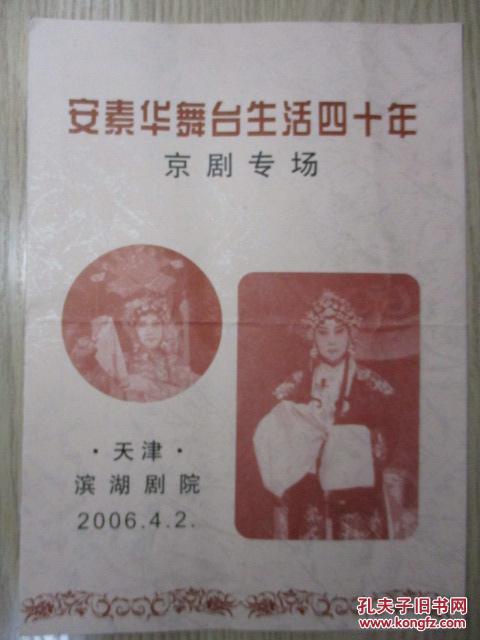 安素华舞台生活四十年
京剧专场
·天津·
滨湖剧院
2006.4.2.
孔夫子旧书网
www.kongfz.com